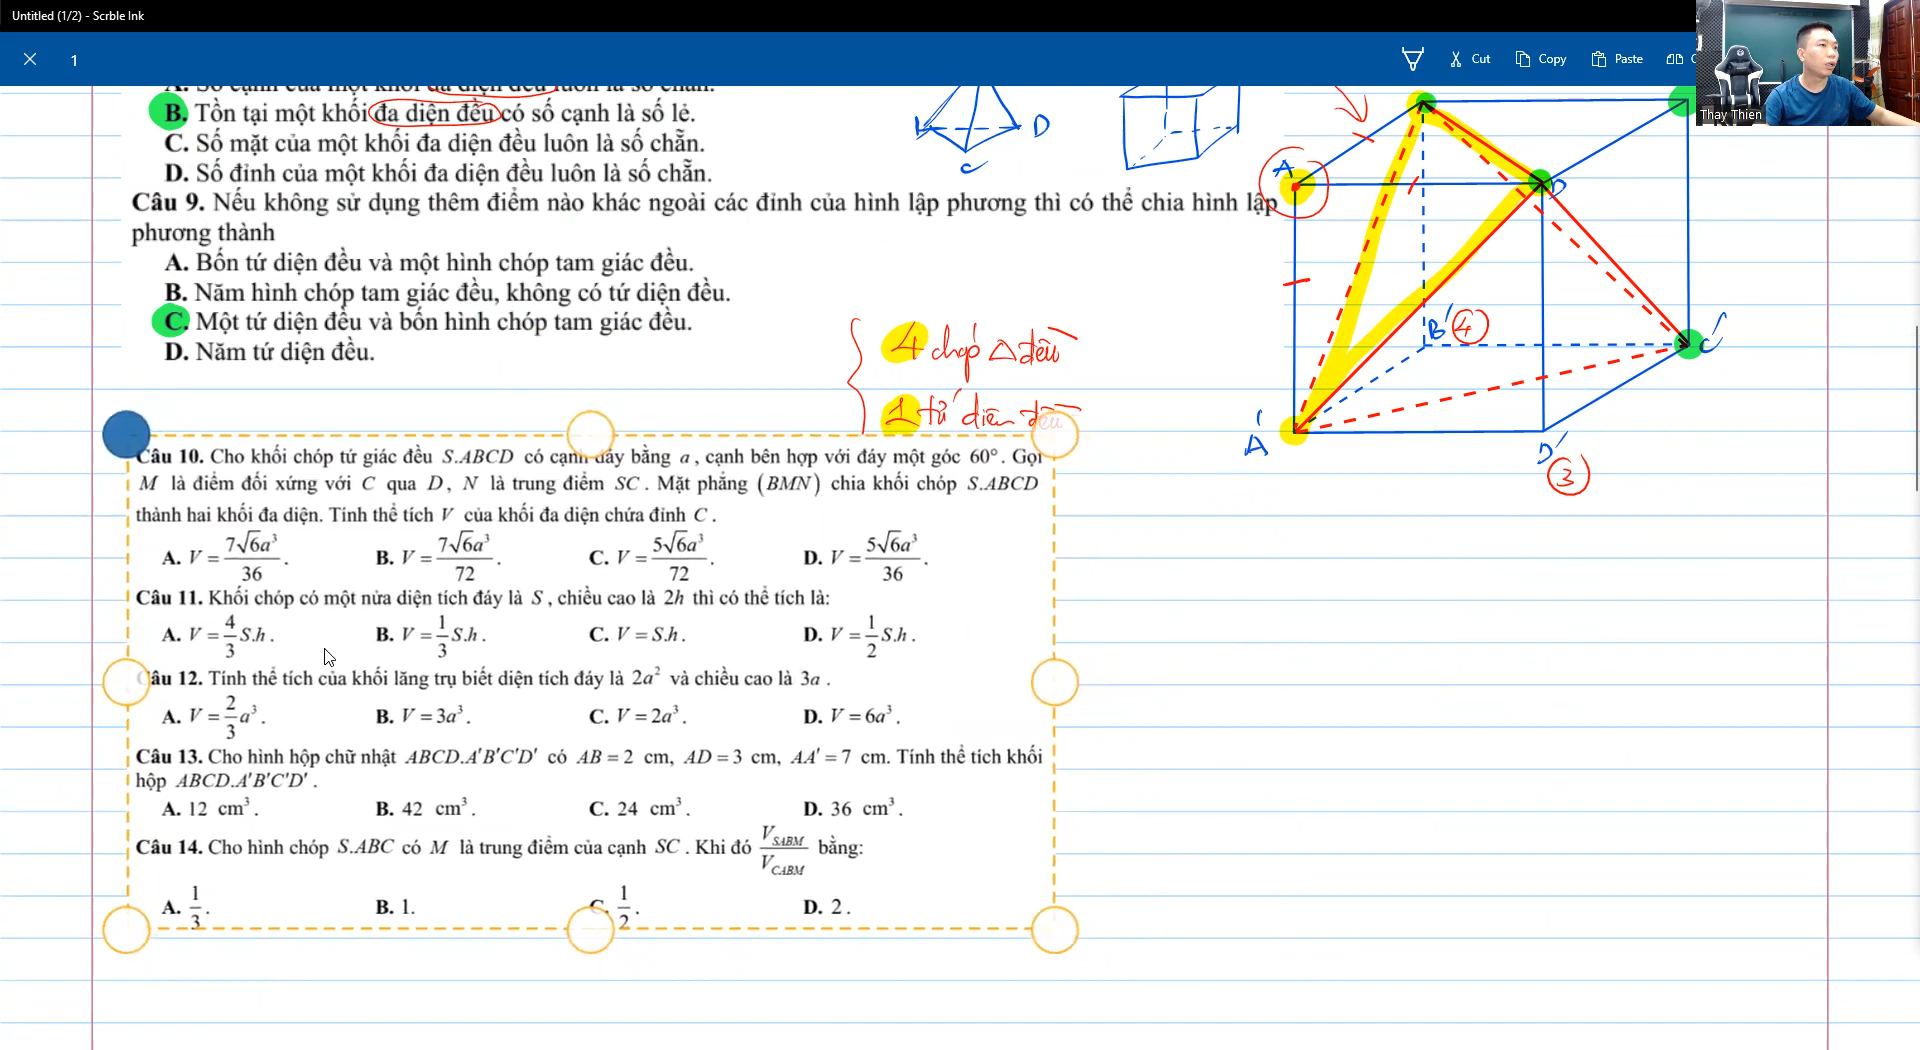 Untitled (1/2) - Scrble Ink
1
Cut
Copy
Paste
Thay Thien
A. Số cạnh của một khối đa diện đều luôn là số chẵn.
B. Tồn tại một khối đa diện đều có số cạnh là số lẻ.
C. Số mặt của một khối đa diện đều luôn là số chẵn.
D. Số đỉnh của một khối đa diện đều luôn là số chẵn.
Câu 9. Nếu không sử dụng thêm điểm nào khác ngoài các đỉnh của hình lập phương thì có thể chia hình lập
phương thành
A. Bốn tứ diện đều và một hình chóp tam giác đều.
B. Năm hình chóp tam giác đều, không có tứ diện đều.
C. Một tứ diện đều và bốn hình chóp tam giác đều.
D. Năm tứ diện đều.
4 chóp △ đều
1 tứ diện đều
D
C
A
D
B' ④
C'
A'
D'
③
Câu 10. Cho khối chóp tứ giác đều S.ABCD có cạnh đáy bằng a, cạnh bên hợp với đáy một góc 60°. Gọi
M là điểm đối xứng với C qua D, N là trung điểm SC. Mặt phẳng (BMN) chia khối chóp S.ABCD
thành hai khối đa diện. Tính thể tích V của khối đa diện chứa đỉnh C.
A. V = 7√6a³/36. B. V = 7√6a³/72. C. V = 5√6a³/72. D. V = 5√6a³/36.
Câu 11. Khối chóp có một nửa diện tích đáy là S, chiều cao là 2h thì có thể tích là:
A. V = 4/3 S.h. B. V = 1/3 S.h. C. V = S.h. D. V = 1/2 S.h.
Câu 12. Tính thể tích của khối lăng trụ biết diện tích đáy là 2a² và chiều cao là 3a.
A. V = 2/3 a³. B. V = 3a³. C. V = 2a³. D. V = 6a³.
Câu 13. Cho hình hộp chữ nhật ABCD.A'B'C'D' có AB = 2 cm, AD = 3 cm, AA' = 7 cm. Tính thể tích khối
hộp ABCD.A'B'C'D'.
A. 12 cm³. B. 42 cm³. C. 24 cm³. D. 36 cm³.
Câu 14. Cho hình chóp S.ABC có M là trung điểm của cạnh SC. Khi đó V_SABM/V_CABM bằng:
A. 1/3. B. 1. C. 1/2. D. 2.